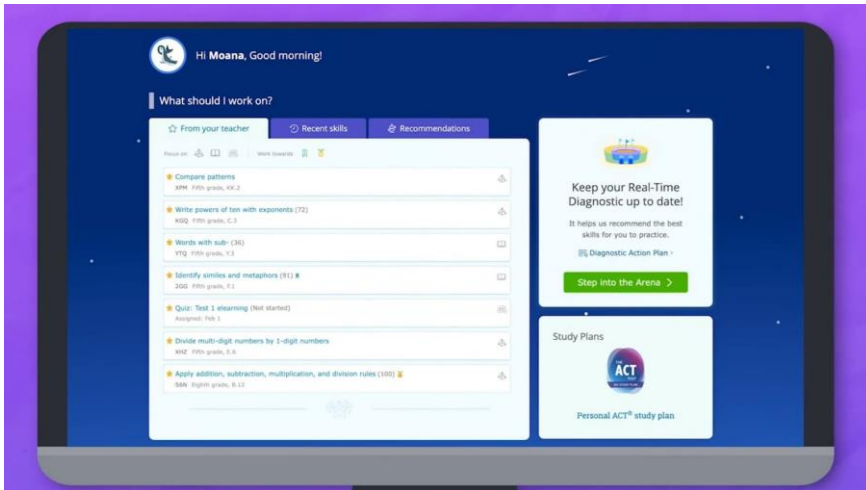 Hi Moana, Good morning!
What should I work on?
From your teacher
Recent skills
Recommendations
Focus on
Work towards
Compare patterns
XPM Fifth grade, KK.2
Write powers of ten with exponents (72)
KGQ Fifth grade, C.3
Words with sub- (36)
YTQ Fifth grade, Y.3
Identify similes and metaphors (91)
2GG Fifth grade, F.1
Quiz: Test 1 elearning (Not started)
Assigned: Feb 1
Divide multi-digit numbers by 1-digit numbers
XHZ Fifth grade, E.6
Apply addition, subtraction, multiplication, and division rules (100)
S6N Eighth grade, B.12
Keep your Real-Time
Diagnostic up to date!
It helps us recommend the best
skills for you to practice.
Diagnostic Action Plan ›
Step into the Arena >
Study Plans
THE
ACT
TEST
Personal ACT® study plan